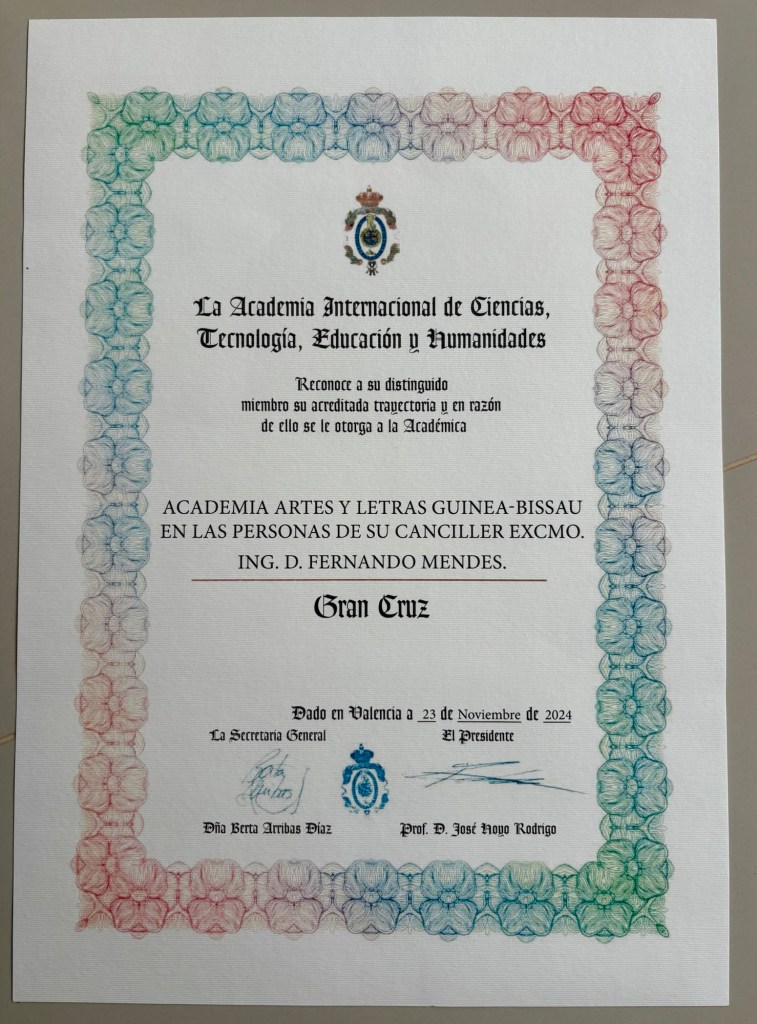 La Academia Internacional de Ciencias,
Tecnología, Educación y Humanidades
Reconoce a su distinguido
miembro su acreditada trayectoria y en razón
de ello se le otorga a la Académica
ACADEMIA ARTES Y LETRAS GUINEA-BISSAU
EN LAS PERSONAS DE SU CANCILLER EXCMO.
ING. D. FERNANDO MENDES.
Gran Cruz
Dado en Valencia a 23 de Noviembre de 2024
La Secretaria General El Presidente
Dña Berta Arribas Díaz Prof. D. José Hoyo Rodrigo